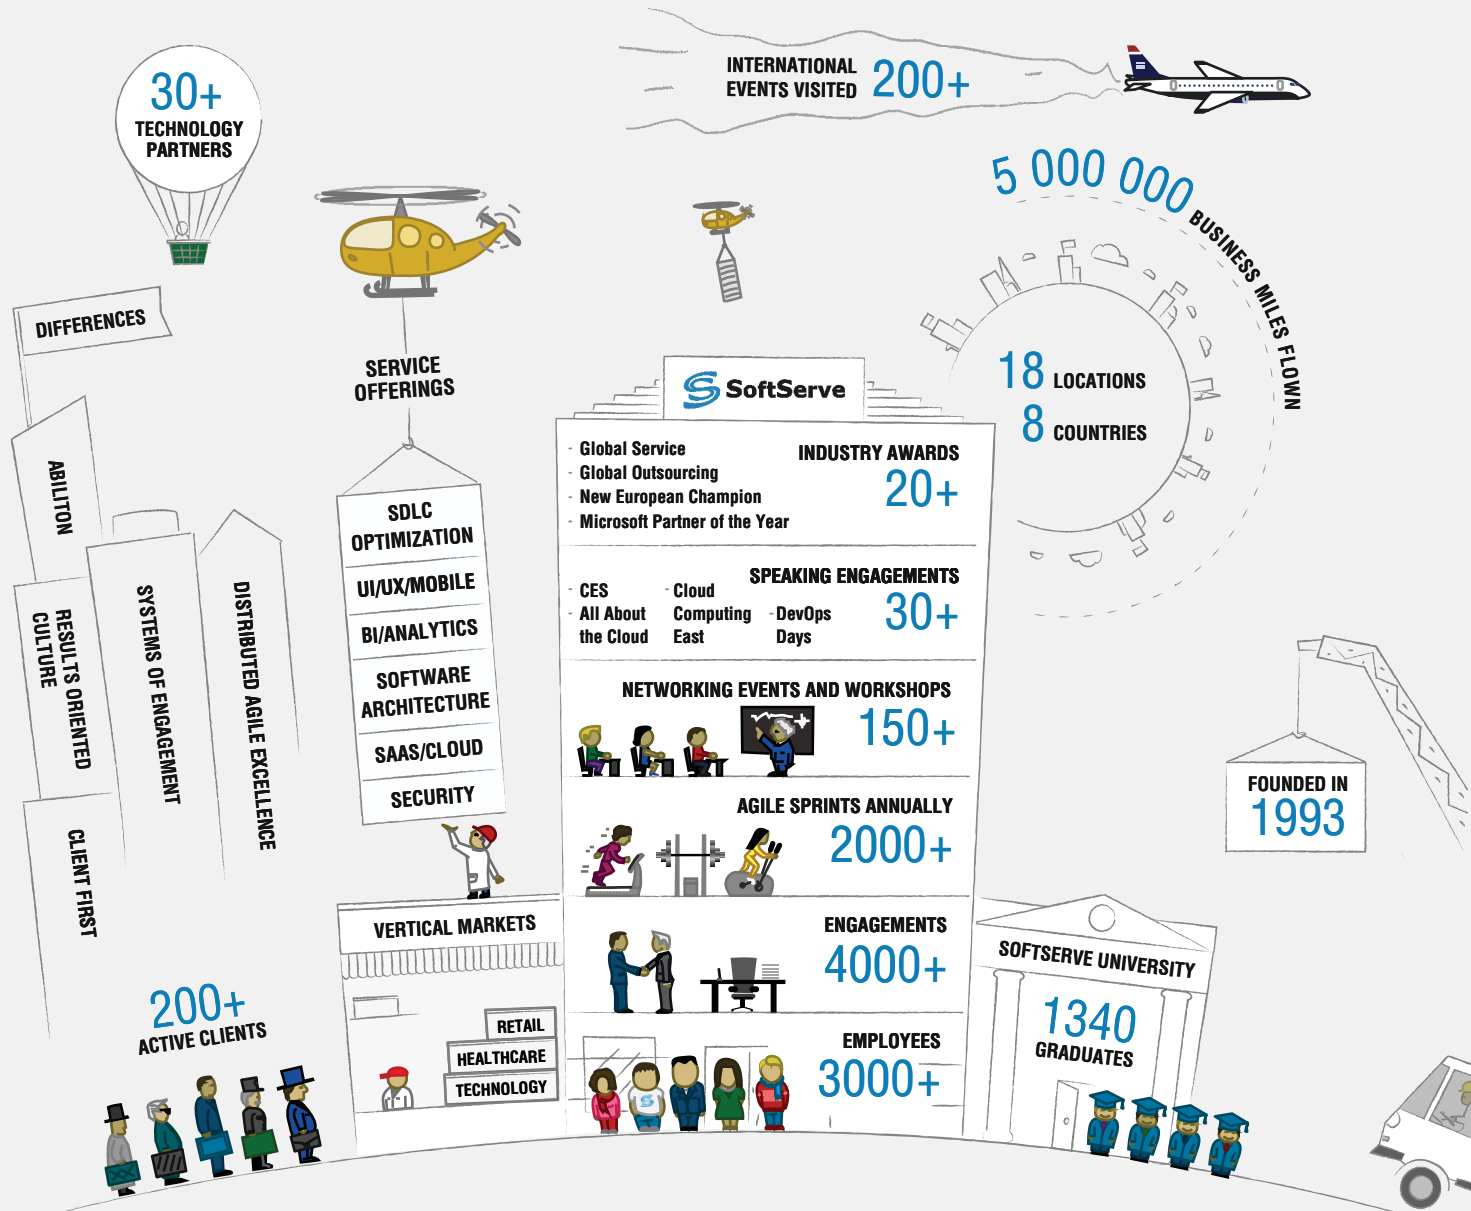 30+
TECHNOLOGY
PARTNERS
INTERNATIONAL
EVENTS VISITED 200+
5 000 000 BUSINESS MILES FLOWN
18 LOCATIONS
8 COUNTRIES
DIFFERENCES
ABILITON
RESULTS ORIENTED
CULTURE
SYSTEMS OF ENGAGEMENT
DISTRIBUTED AGILE EXCELLENCE
CLIENT FIRST
SERVICE
OFFERINGS
SDLC
OPTIMIZATION
UI/UX/MOBILE
BI/ANALYTICS
SOFTWARE
ARCHITECTURE
SAAS/CLOUD
SECURITY
SoftServe
- Global Service
- Global Outsourcing
- New European Champion
- Microsoft Partner of the Year
INDUSTRY AWARDS
20+
SPEAKING ENGAGEMENTS
30+
- CES
- All About
the Cloud
- Cloud
Computing
East
- DevOps
Days
NETWORKING EVENTS AND WORKSHOPS
150+
AGILE SPRINTS ANNUALLY
2000+
ENGAGEMENTS
4000+
EMPLOYEES
3000+
FOUNDED IN
1993
VERTICAL MARKETS
RETAIL
HEALTHCARE
TECHNOLOGY
SOFTSERVE UNIVERSITY
1340
GRADUATES
200+
ACTIVE CLIENTS